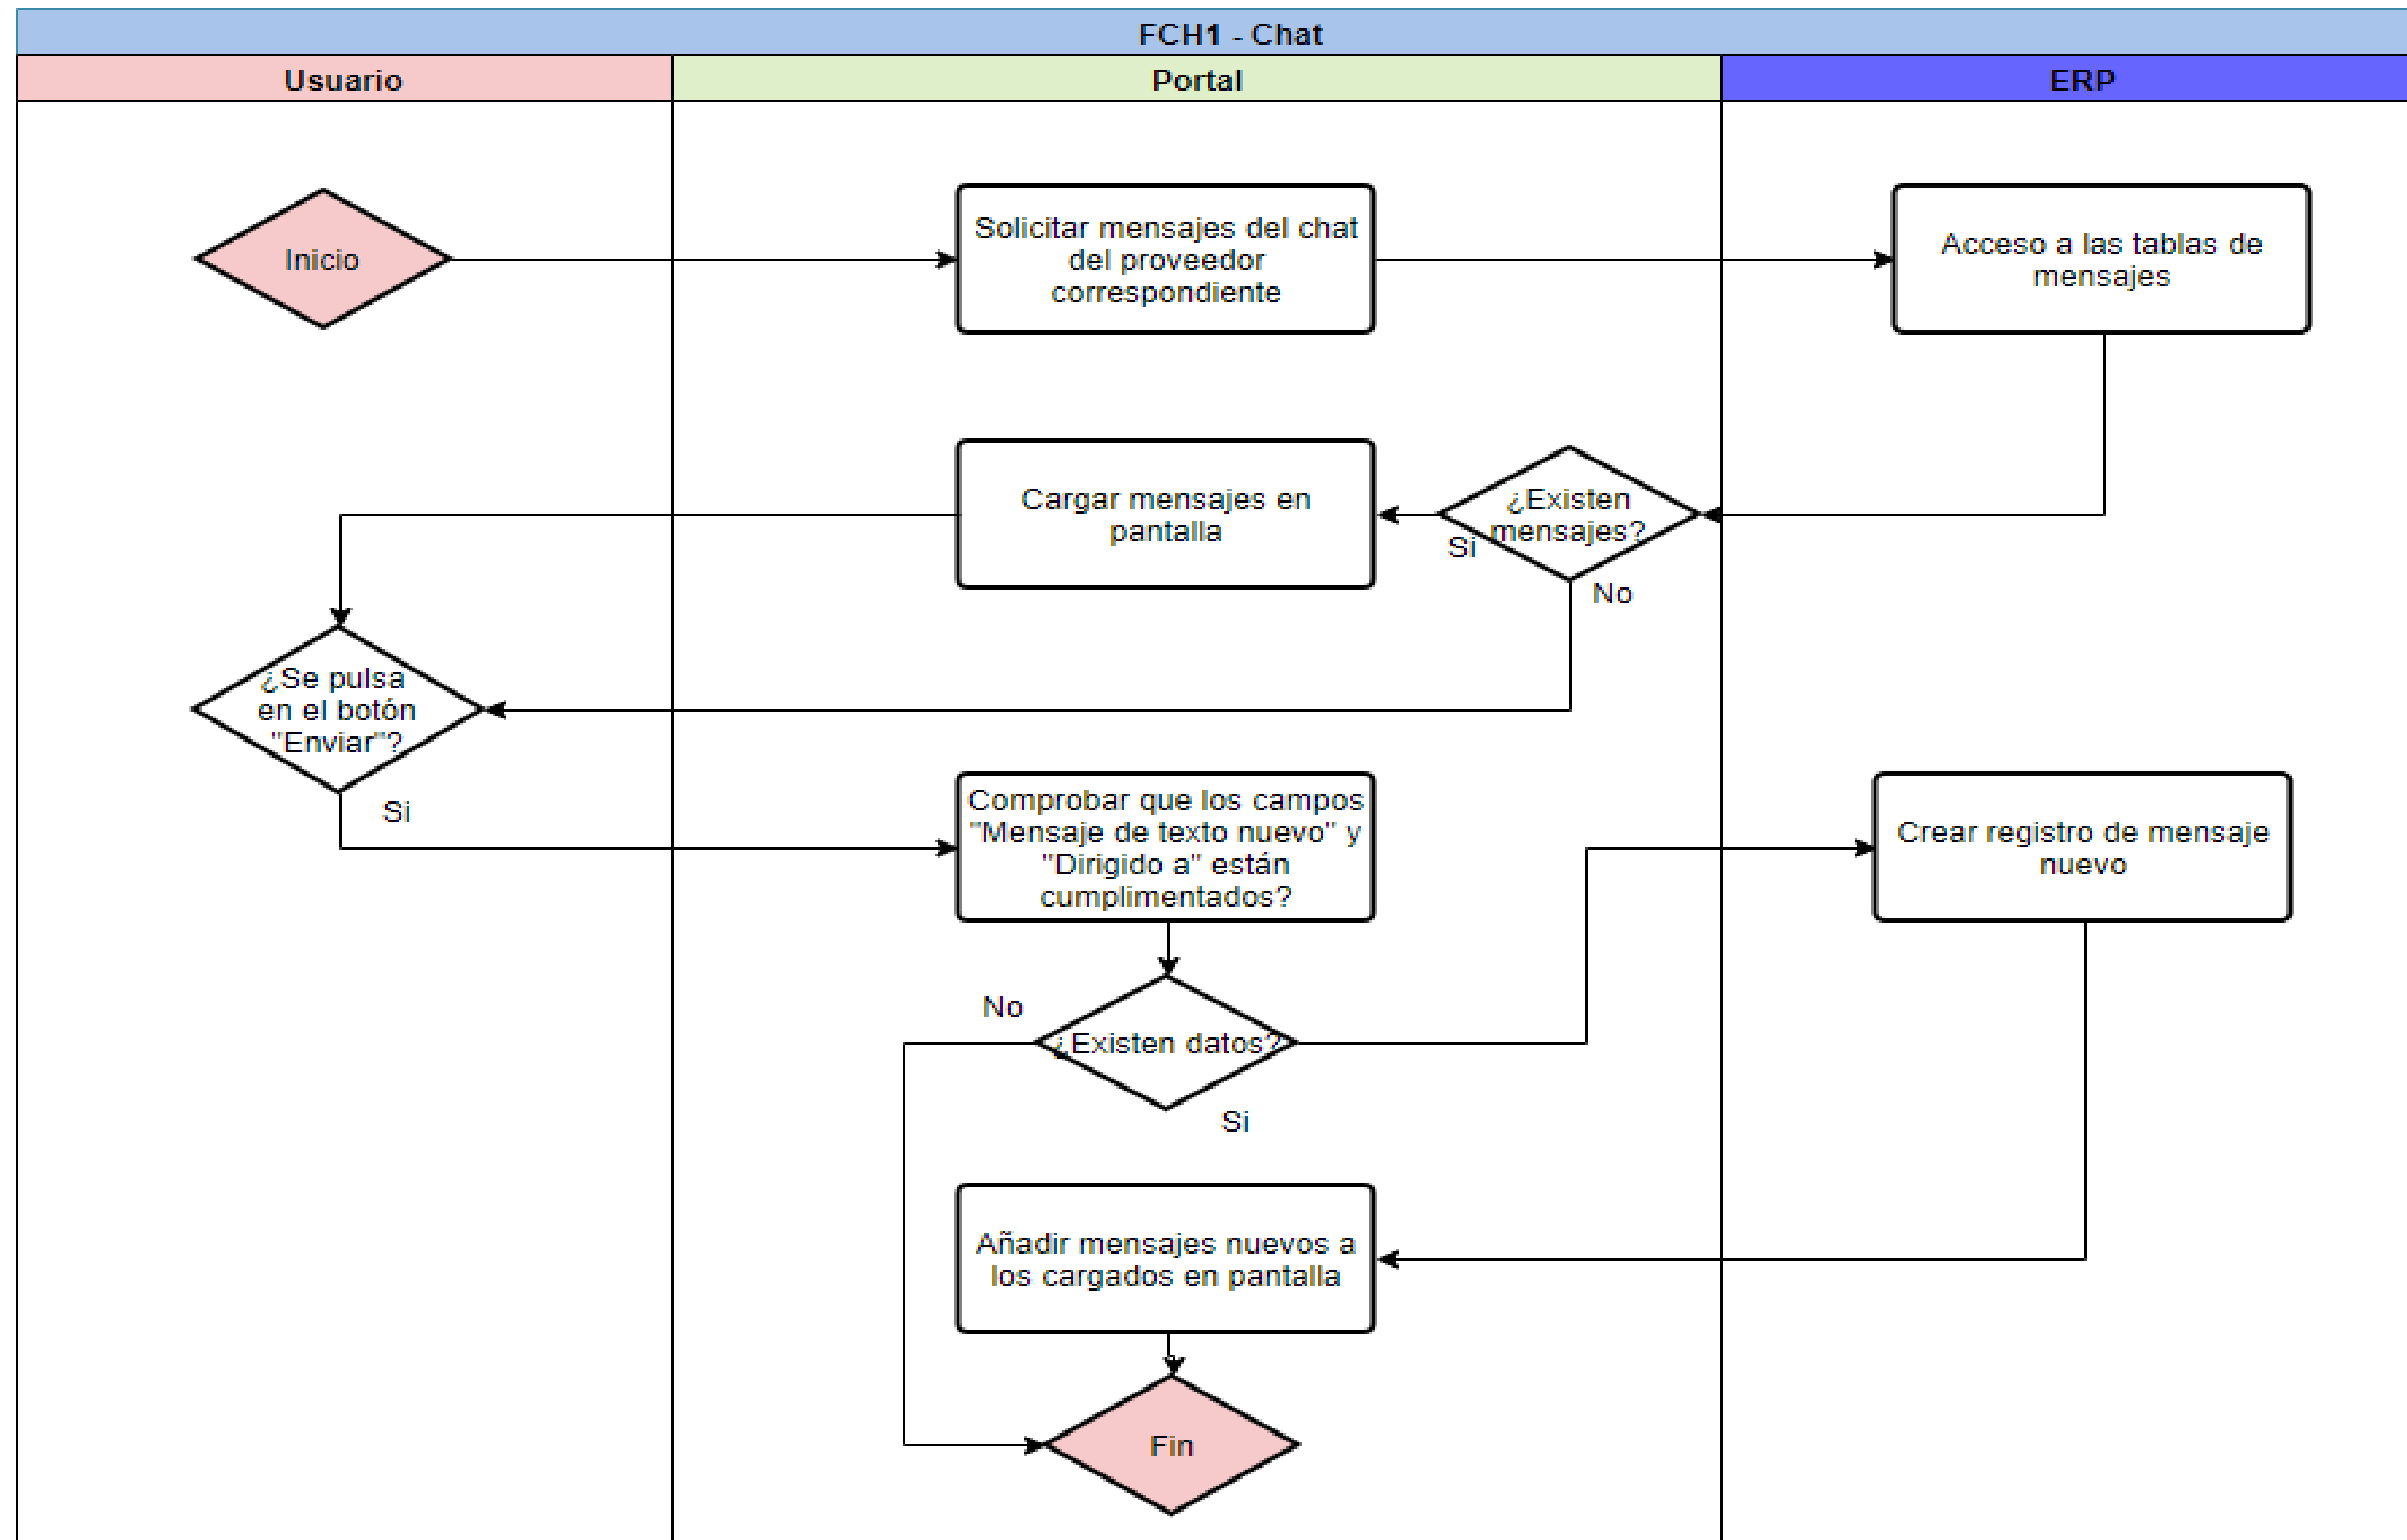 FCH1 - Chat
Usuario
Portal
ERP
Inicio
Solicitar mensajes del chat
del proveedor
correspondiente
Acceso a las tablas de
mensajes
Cargar mensajes en
pantalla
¿Existen
mensajes?
Si
No
¿Se pulsa
en el botón
"Enviar"?
Si
Comprobar que los campos
"Mensaje de texto nuevo" y
"Dirigido a" están
cumplimentados?
Crear registro de mensaje
nuevo
No
¿Existen datos?
Si
Añadir mensajes nuevos a
los cargados en pantalla
Fin